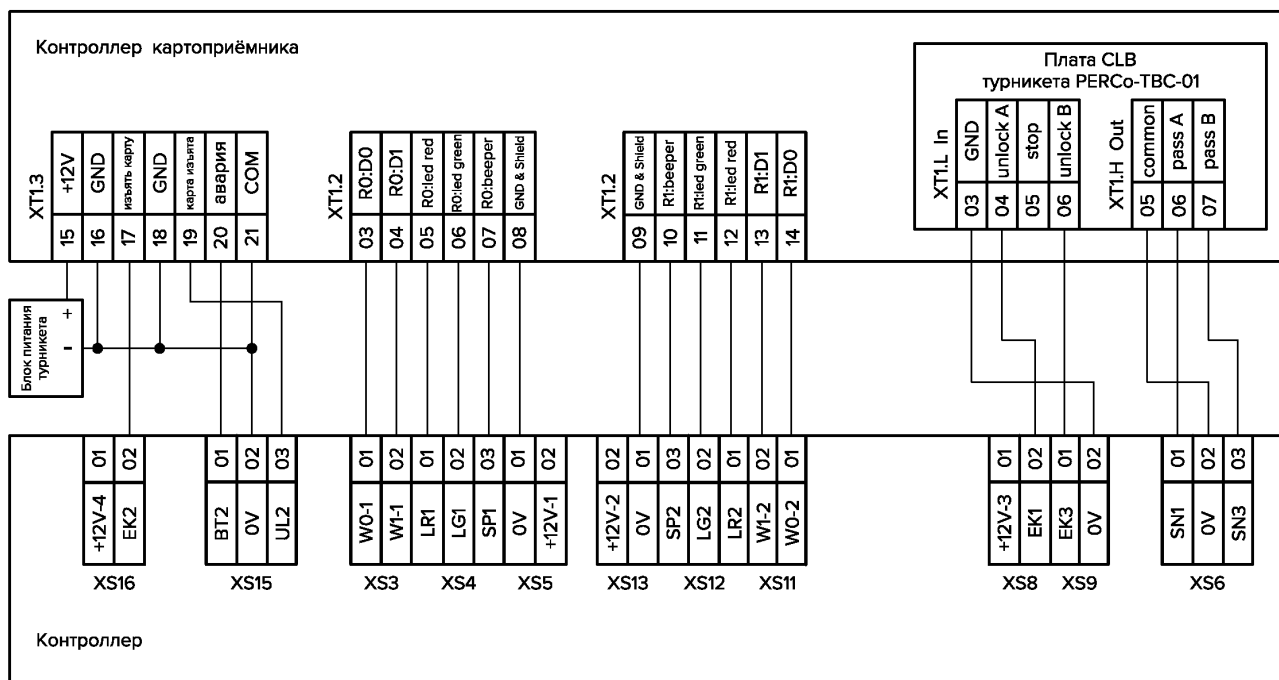 Контроллер картоприёмника
Плата CLB
турникета PERCo-TBC-01
XT1.3
+12V
GND
изъять карту
GND
карта изъята
авария
COM
15
16
17
18
19
20
21
XT1.2
R0:D0
R0:D1
R0:led red
R0:led green
R0:beeper
GND & Shield
03
04
05
06
07
08
XT1.2
GND & Shield
R1:beeper
R1:led green
R1:led red
R1:D1
R1:D0
09
10
11
12
13
14
XT1.L In
GND
unlock A
stop
unlock B
03
04
05
06
XT1.H Out
common
pass A
pass B
05
06
07
Блок питания
турникета
+
-
01
02
+12V-4
EK2
XS16
01
02
03
BT2
0V
UL2
XS15
01
02
01
02
03
01
02
W0-1
W1-1
LR1
LG1
SP1
0V
+12V-1
XS3
XS4
XS5
02
01
03
02
01
02
01
+12V-2
0V
SP2
LG2
LR2
W1-2
W0-2
XS13
XS12
XS11
01
02
01
02
+12V-3
EK1
EK3
0V
XS8
XS9
01
02
03
SN1
0V
SN3
XS6
Контроллер